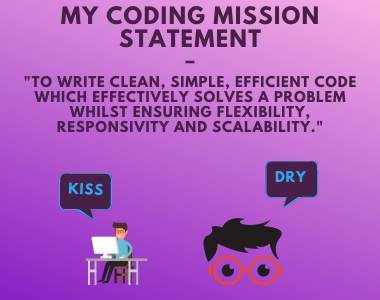 MY CODING MISSION
STATEMENT
–
"TO WRITE CLEAN, SIMPLE, EFFICIENT CODE
WHICH EFFECTIVELY SOLVES A PROBLEM
WHILST ENSURING FLEXIBILITY,
RESPONSIVITY AND SCALABILITY."
KISS
DRY